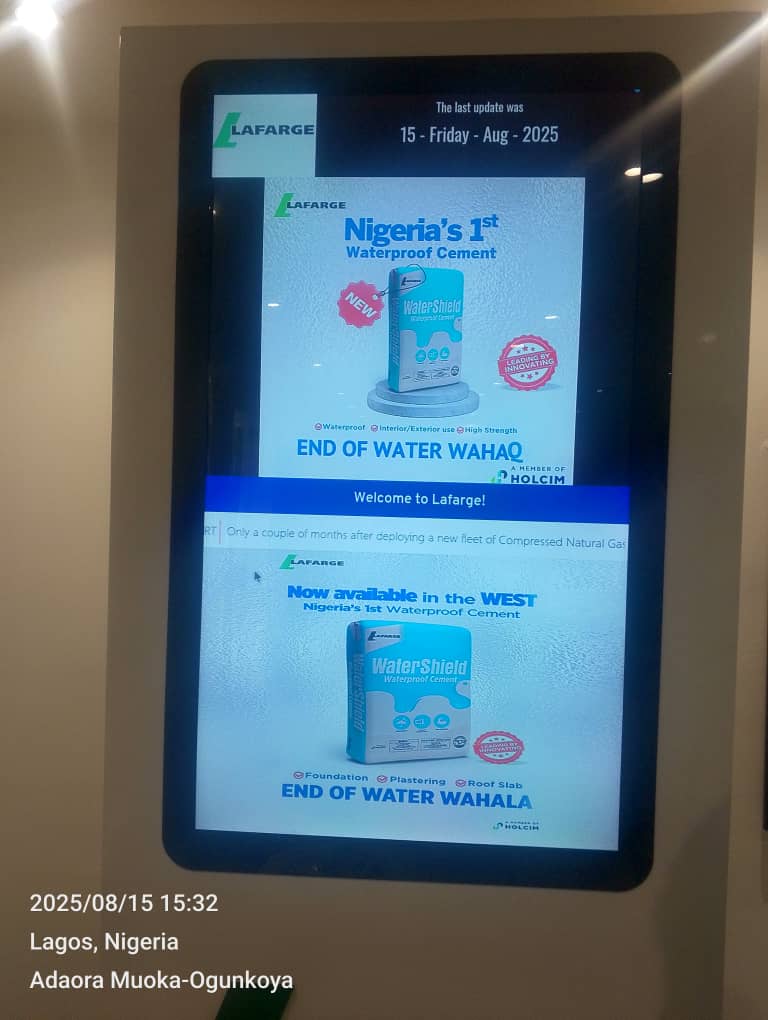 LAFARGE
The last update was
15 - Friday - Aug - 2025
LAFARGE
Nigeria's 1st
Waterproof Cement
NEW
LAFARGE
WaterShield
Waterproof Cement
WaterShield
LEADING BY
INNOVATING
Waterproof Interior/Exterior use High Strength
END OF WATER WAHAQ
A MEMBER OF
HOLCIM
Welcome to Lafarge!
RT Only a couple of months after deploying a new fleet of Compressed Natural Gas
LAFARGE
Now available in the WEST
Nigeria's 1st Waterproof Cement
LAFARGE
WaterShield
Waterproof Cement
WaterShield
LEADING BY
INNOVATING
Foundation Plastering Roof Slab
END OF WATER WAHALA
A MEMBER OF
HOLCIM
2025/08/15 15:32
Lagos, Nigeria
Adaora Muoka-Ogunkoya